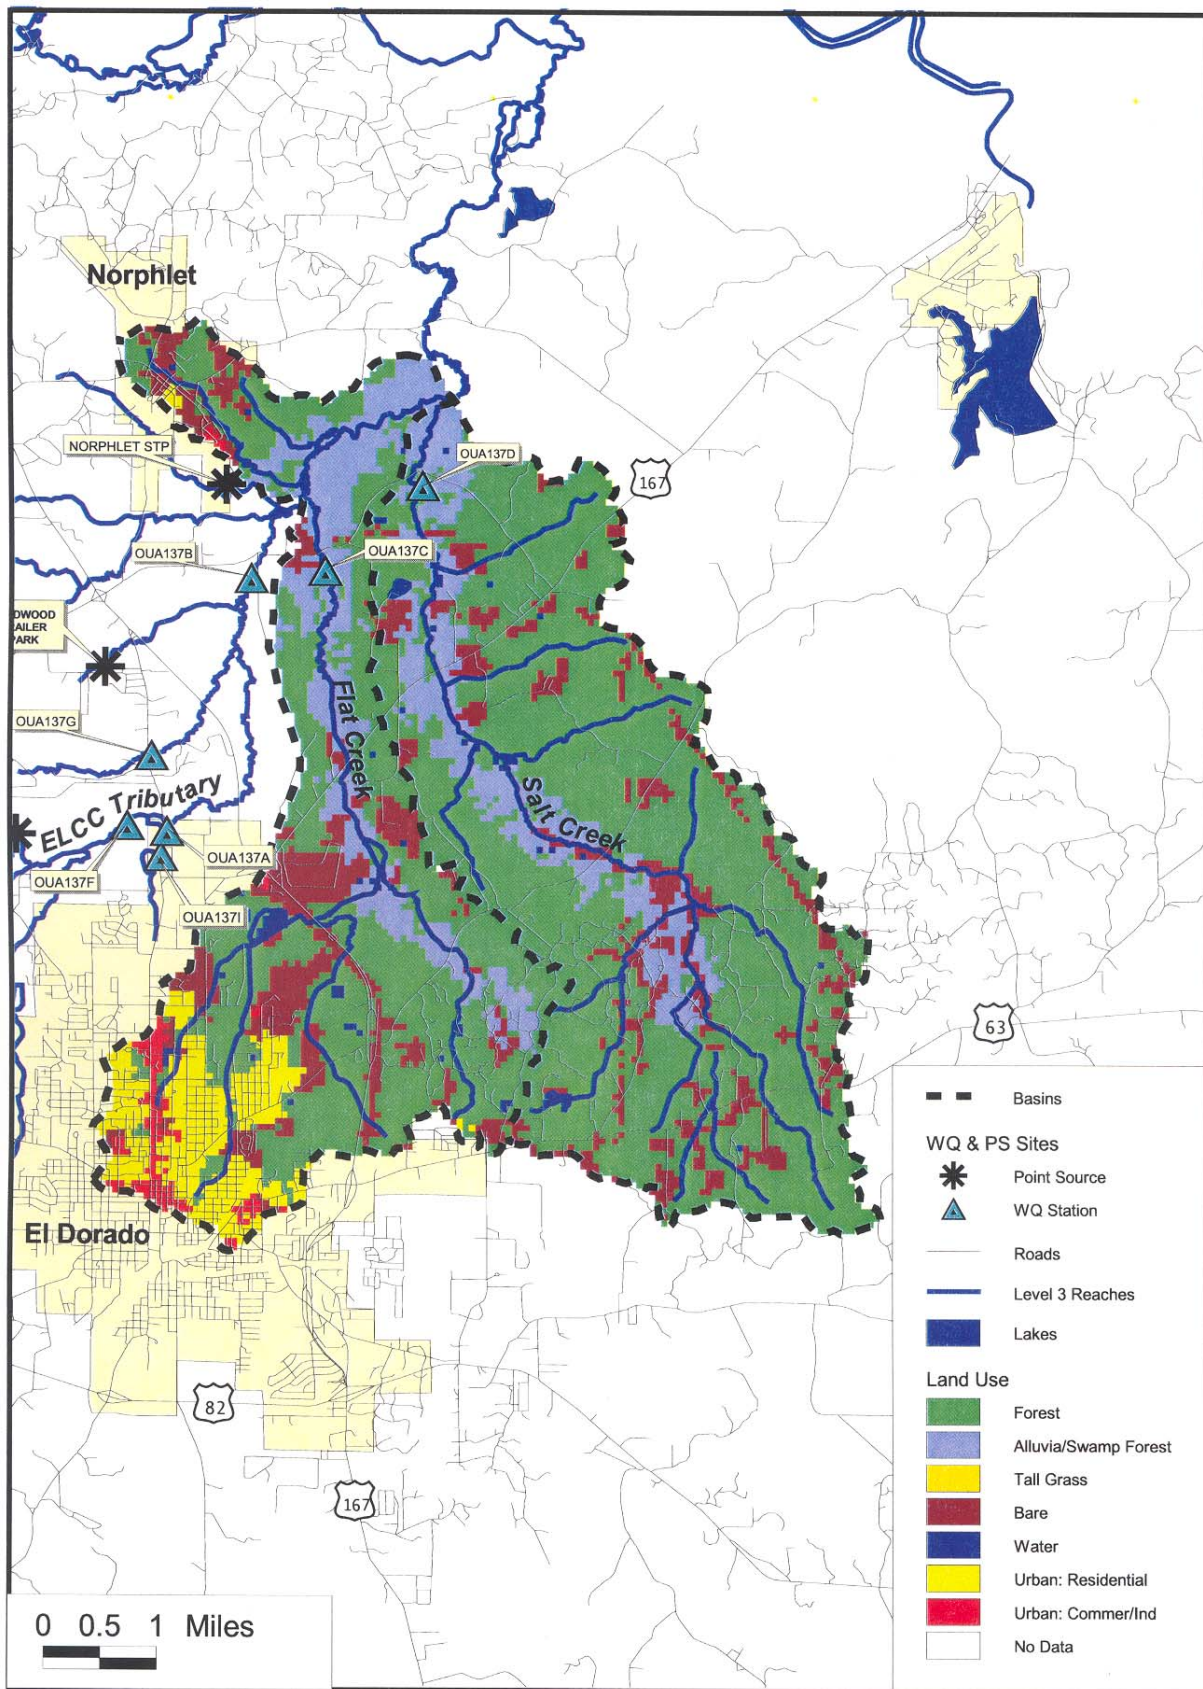 Norphlet
NORPHLET STP
OUA137D
167
OUA137B
OUA137C
DWOOD
AILER
PARK
OUA137G
Flat Creek
ELCC Tributary
Salt Creek
OUA137A
OUA137F
OUA137I
63
El Dorado
82
167
0 0.5 1 Miles
Basins
WQ & PS Sites
Point Source
WQ Station
Roads
Level 3 Reaches
Lakes
Land Use
Forest
Alluvia/Swamp Forest
Tall Grass
Bare
Water
Urban: Residential
Urban: Commer/Ind
No Data